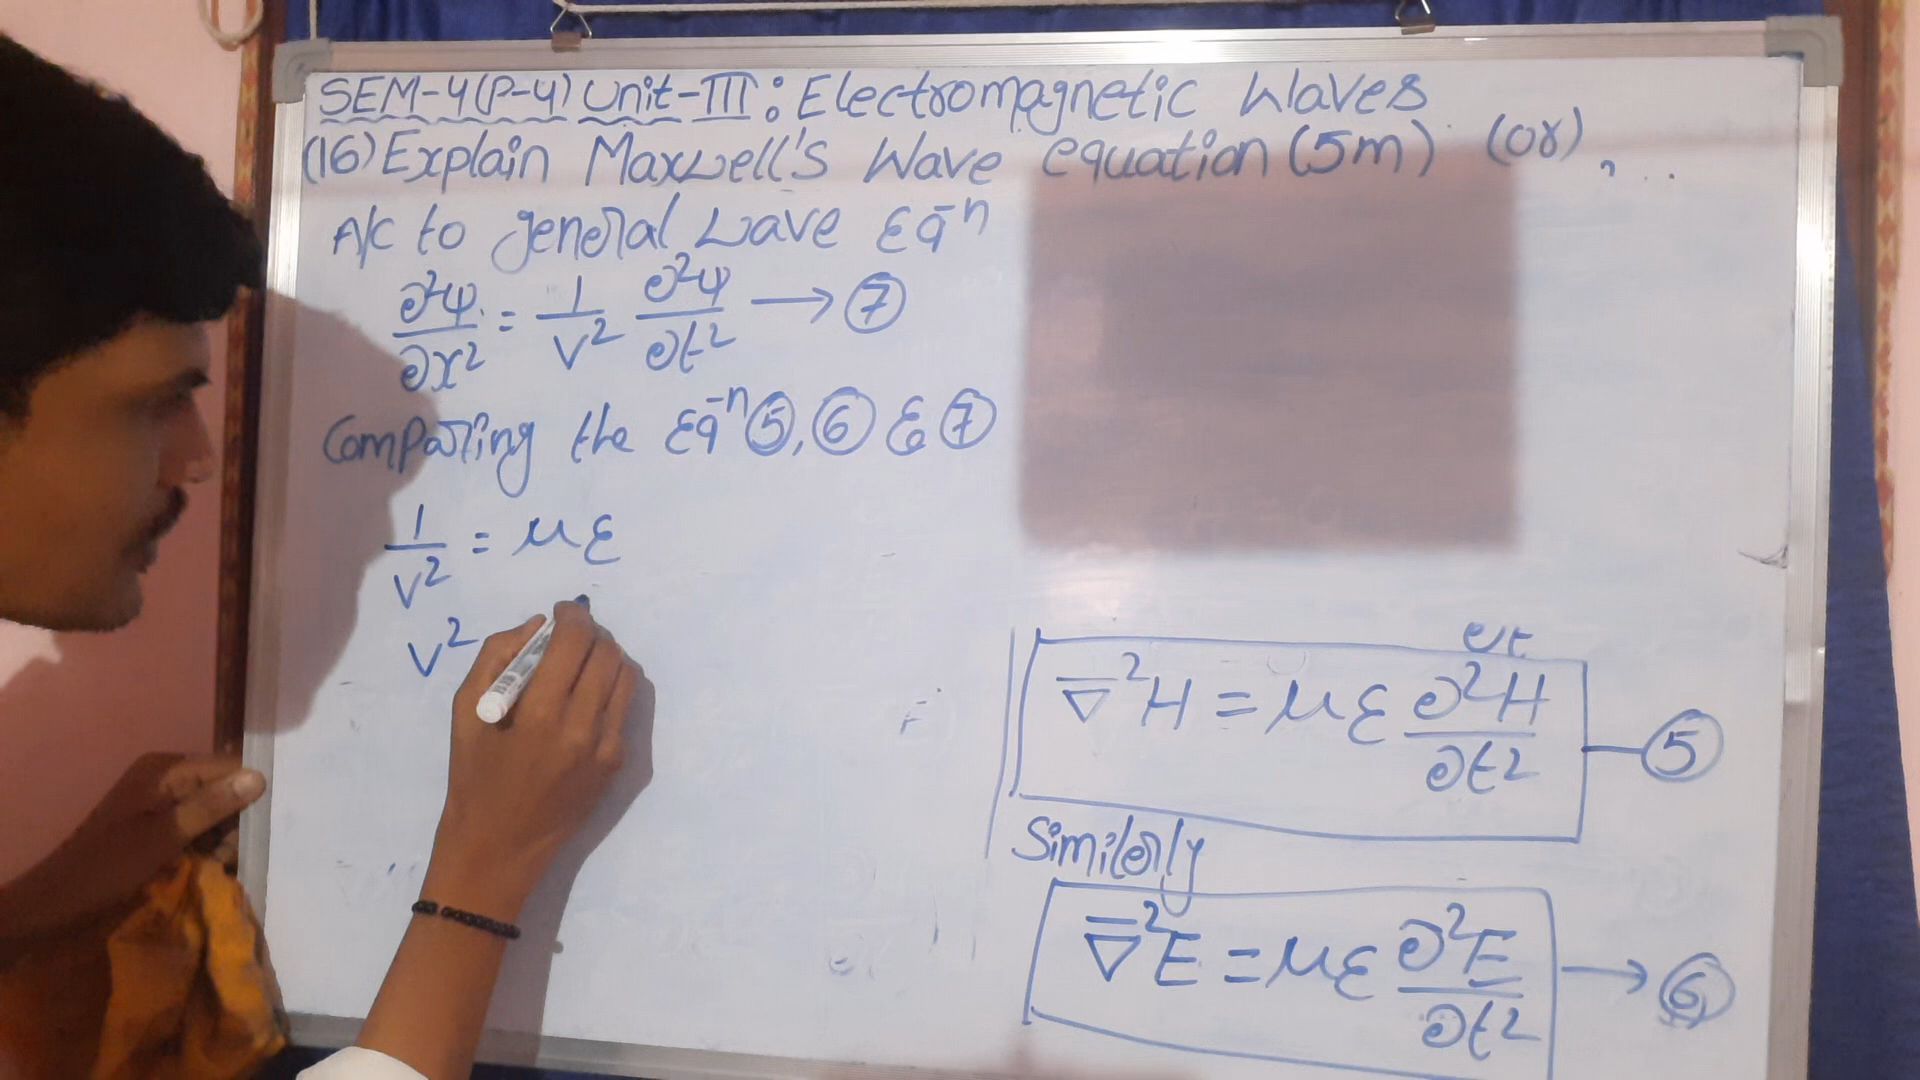 SEM-4(P-4) Unit-III: Electromagnetic Waves
(16) Explain Maxwell's Wave equation (5m) (or), ...
A/c to general wave Eqⁿ
∂²ψ/∂x² = 1/v² ∂²ψ/∂t² → ⑦
Comparing the Eqⁿ ⑤, ⑥ & ⑦
1/v² = με
v²
∇²H = με ∂²H/∂t² — ⑤
Similerly
∇²E = με ∂²E/∂t² → ⑥